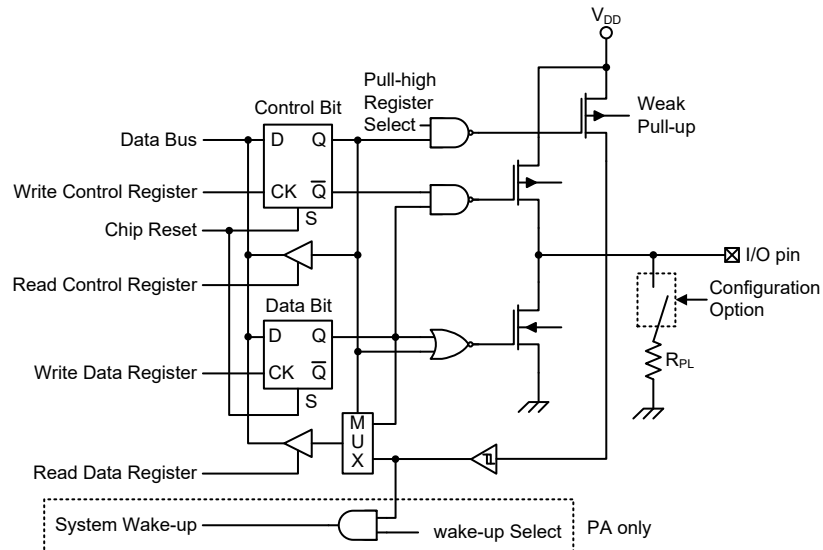 V_DD
Pull-high
Register
Select
Control Bit
Weak
Pull-up
Data Bus
D
Q
Write Control Register
CK
Q̅
S
Chip Reset
I/O pin
Read Control Register
Configuration
Option
Data Bit
D
Q
R_PL
Write Data Register
CK
Q̅
S
M
U
X
Read Data Register
System Wake-up
wake-up Select
PA only